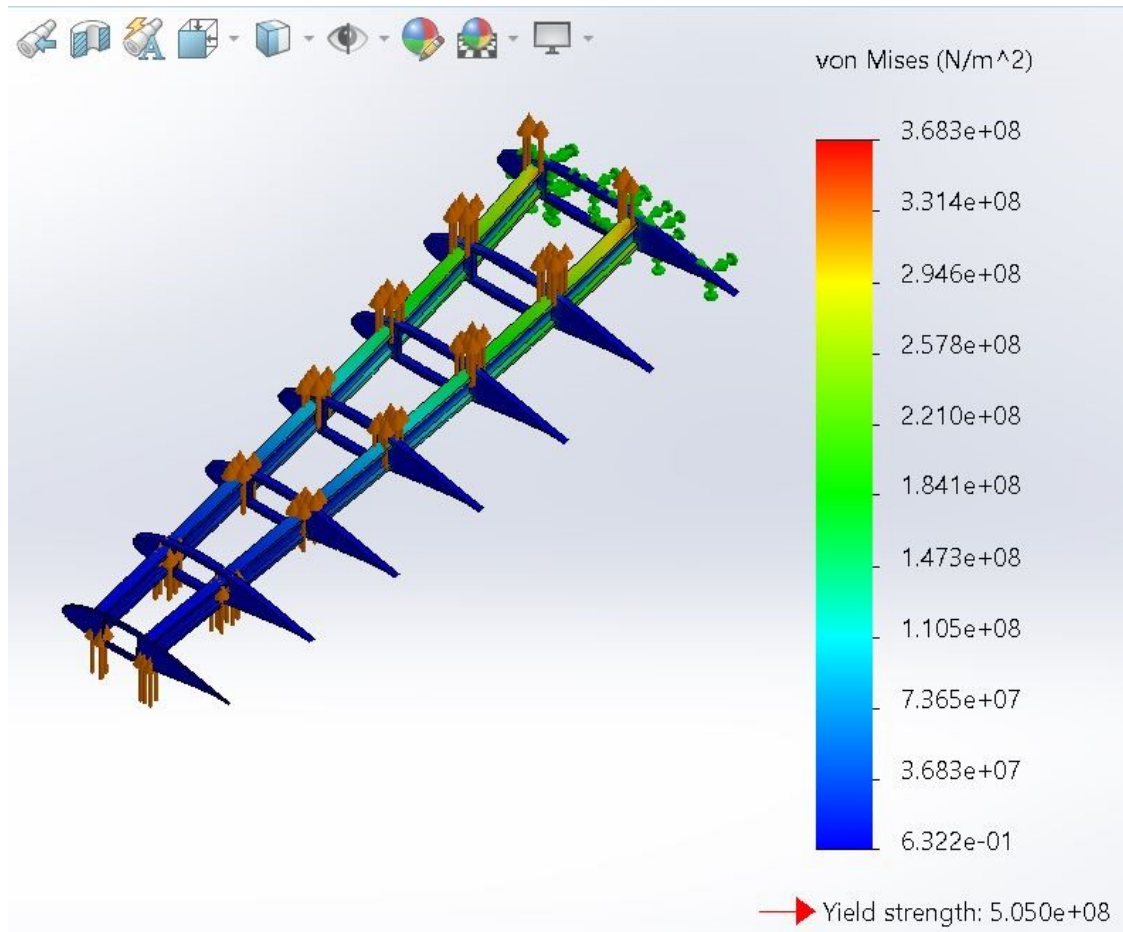 von Mises (N/m^2)
3.683e+08
3.314e+08
2.946e+08
2.578e+08
2.210e+08
1.841e+08
1.473e+08
1.105e+08
7.365e+07
3.683e+07
6.322e-01
Yield strength: 5.050e+08